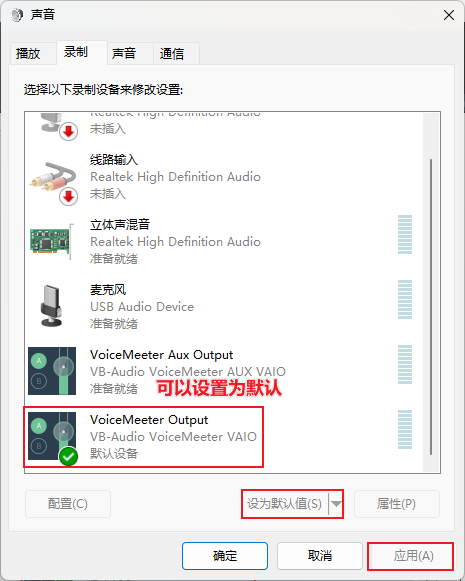 声音
播放
录制
声音
通信
选择以下录制设备来修改设置:
Realtek High Definition Audio
未插入
线路输入
Realtek High Definition Audio
未插入
立体声混音
Realtek High Definition Audio
准备就绪
麦克风
USB Audio Device
准备就绪
VoiceMeeter Aux Output
VB-Audio VoiceMeeter AUX VAIO
准备就绪
可以设置为默认
A
B
VoiceMeeter Output
VB-Audio VoiceMeeter VAIO
默认设备
A
B
配置(C)
设为默认值(S)
属性(P)
确定
取消
应用(A)